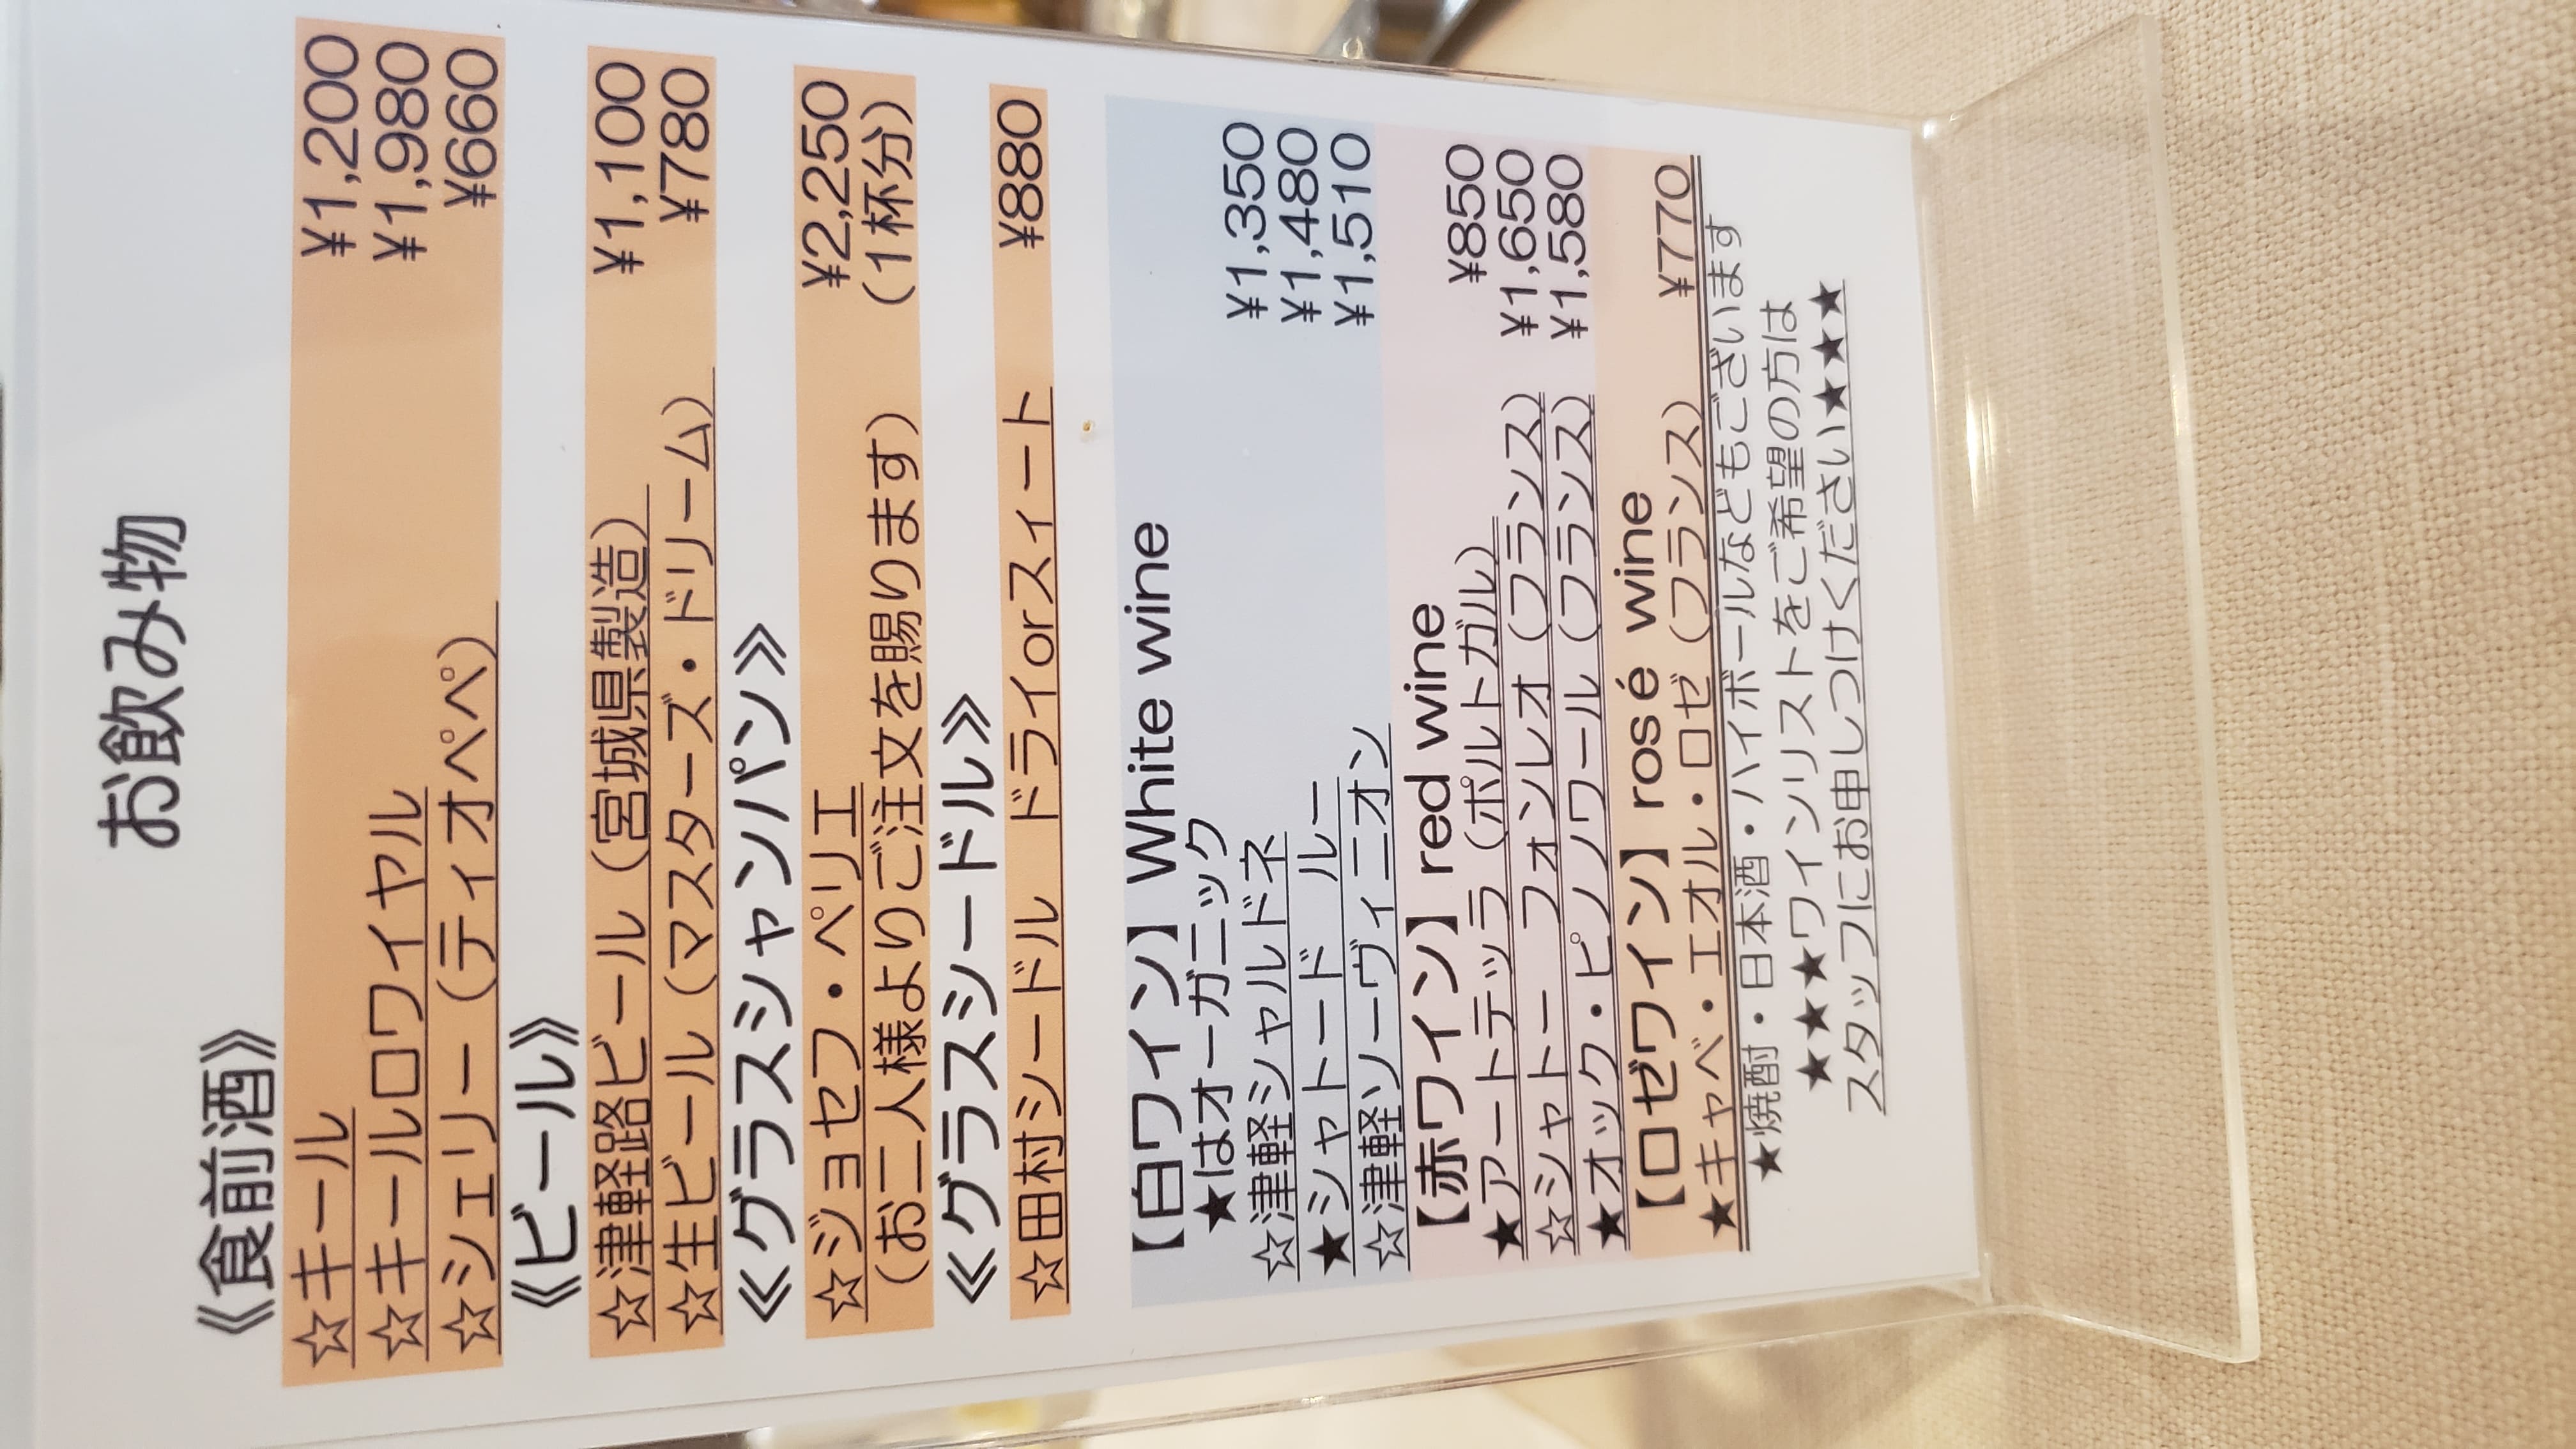 お飲み物
《食前酒》
☆キール ¥1,200
☆キールロワイヤル ¥1,980
☆シェリー（ティオペペ） ¥660
《ビール》
☆津軽路ビール（宮城県製造） ¥1,100
☆生ビール（マスターズ・ドリーム） ¥780
《グラスシャンパン》
☆ジョセフ・ペリエ ¥2,250
（お二人様よりご注文を賜ります） （1杯分）
《グラスシードル》
☆田村シードル ドライorスィート ¥880
【白ワイン】White wine
★はオーガニック
☆津軽シャルドネ ¥1,350
★シャトード ルー ¥1,480
☆津軽ソーヴィニオン ¥1,510
【赤ワイン】red wine
★アートテッラ（ポルトガル） ¥850
☆シャトー フォンレオ（フランス） ¥1,650
★オック・ピノノワール（フランス） ¥1,580
【ロゼワイン】rosé wine
★キャベ・エオル・ロゼ（フランス） ¥770
★焼酎・日本酒・ハイボールなどもございます
★★★ワインリストをご希望の方は
スタッフにお申しつけください★★★